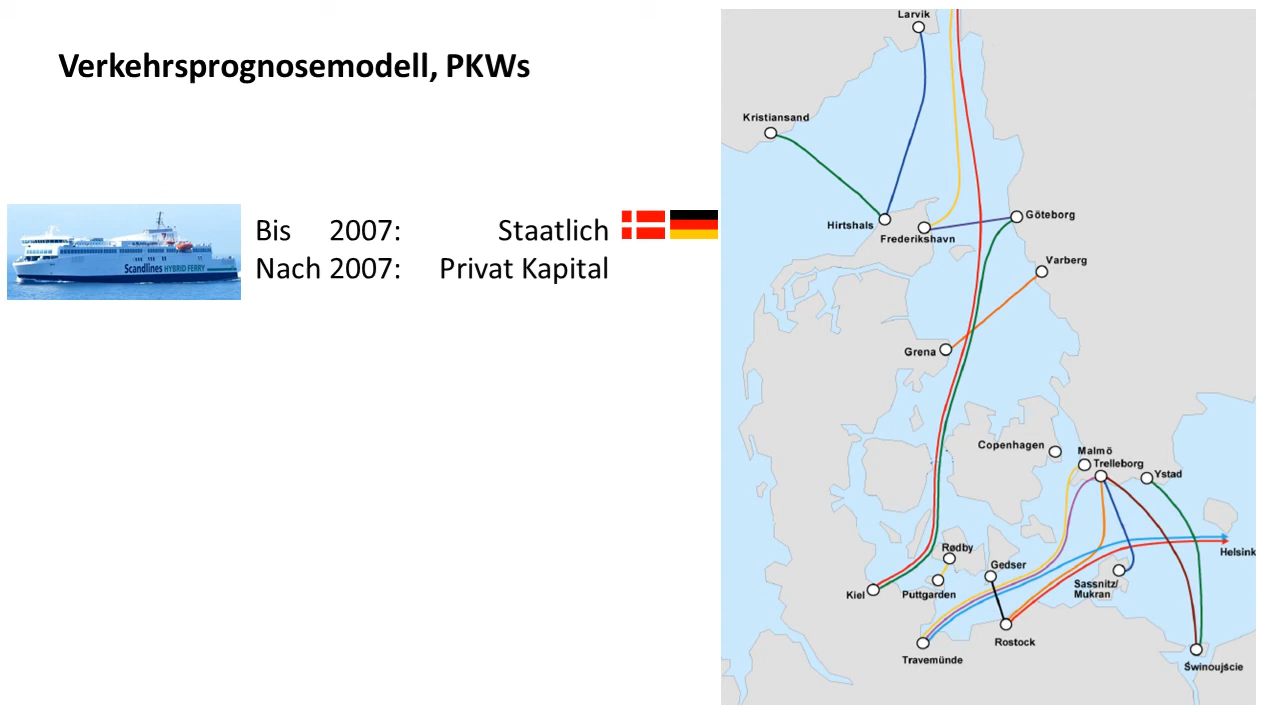 Verkehrsprognosemodell, PKWs
Scandlines HYBRID FERRY
Bis 2007: Staatlich
Nach 2007: Privat Kapital
Larvik
Kristiansand
Hirtshals
Frederikshavn
Göteborg
Varberg
Grena
Copenhagen
Malmö
Trelleborg
Ystad
Helsink
Rødby
Gedser
Kiel
Puttgarden
Sassnitz/
Mukran
Rostock
Travemünde
Świnoujście